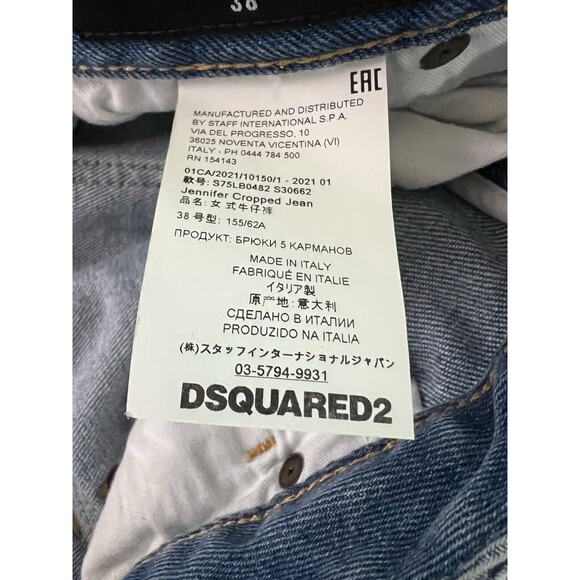 38
EAC
MANUFACTURED AND DISTRIBUTED
BY STAFF INTERNATIONAL S.P.A.
VIA DEL PROGRESSO, 10
36025 NOVENTA VICENTINA (VI)
ITALY - PH 0444 784 500
RN 154143
01CA/2021/10150/1 - 2021 01
款号: S75LB0482 S30662
Jennifer Cropped Jean
品名: 女式牛仔裤
38 号型: 155/62A
ПРОДУКТ: БРЮКИ 5 КАРМАНОВ
MADE IN ITALY
FABRIQUÉ EN ITALIE
イタリア製
原产地: 意大利
СДЕЛАНО В ИТАЛИИ
PRODUZIDO NA ITALIA
(株)スタッフインターナショナルジャパン
03-5794-9931
DSQUARED2